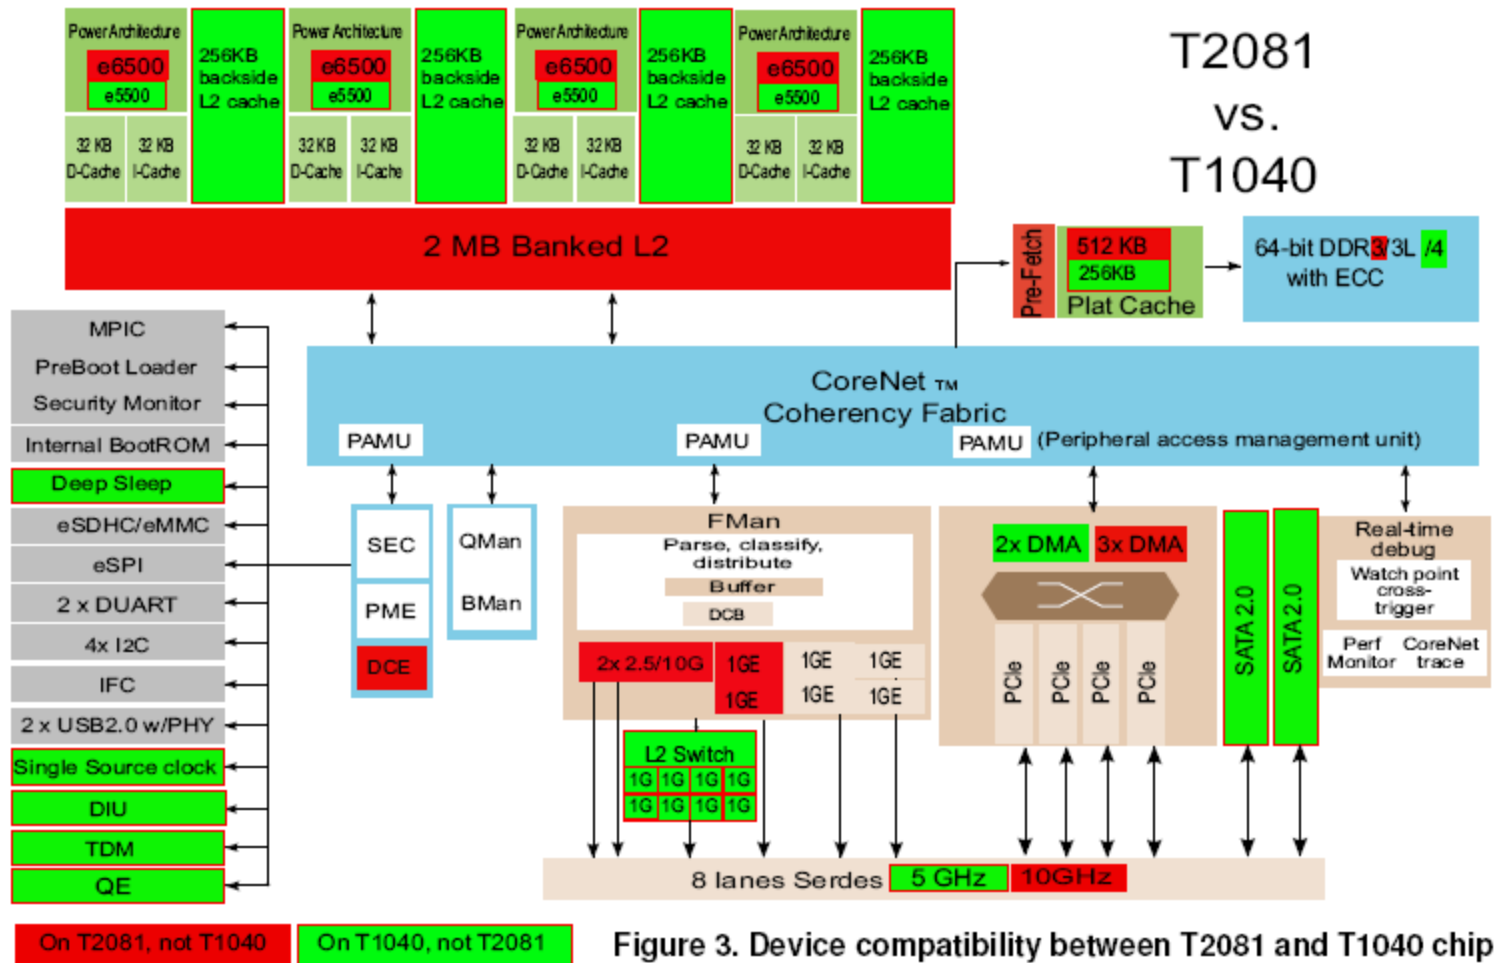 Power Architecture
e6500
e5500
32 KB
D-Cache
32 KB
I-Cache
256KB
backside
L2 cache
Power Architecture
e6500
e5500
32 KB
D-Cache
32 KB
I-Cache
256KB
backside
L2 cache
Power Architecture
e6500
e5500
32 KB
D-Cache
32 KB
I-Cache
256KB
backside
L2 cache
Power Architecture
e6500
e5500
32 KB
D-Cache
32 KB
I-Cache
256KB
backside
L2 cache
T2081
vs.
T1040
2 MB Banked L2
Pre-Fetch
512 KB
256KB
Plat Cache
64-bit DDR3/3L /4
with ECC
MPIC
PreBoot Loader
Security Monitor
Internal BootROM
Deep Sleep
eSDHC/eMMC
eSPI
2 x DUART
4x I2C
IFC
2 x USB2.0 w/PHY
Single Source clock
DIU
TDM
QE
CoreNet TM
Coherency Fabric
PAMU
PAMU
PAMU (Peripheral access management unit)
SEC
PME
DCE
QMan
BMan
FMan
Parse, classify,
distribute
Buffer
DCB
2x 2.5/10G
1GE
1GE
1GE
1GE
1GE
1GE
L2 Switch
1G 1G 1G 1G
1G 1G 1G 1G
2x DMA
3x DMA
PCIe
PCIe
PCIe
PCIe
SATA 2.0
SATA 2.0
Real-time
debug
Watch point
cross-
trigger
Perf
Monitor
CoreNet
trace
8 lanes Serdes 5 GHz 10GHz
On T2081, not T1040
On T1040, not T2081
Figure 3. Device compatibility between T2081 and T1040 chip